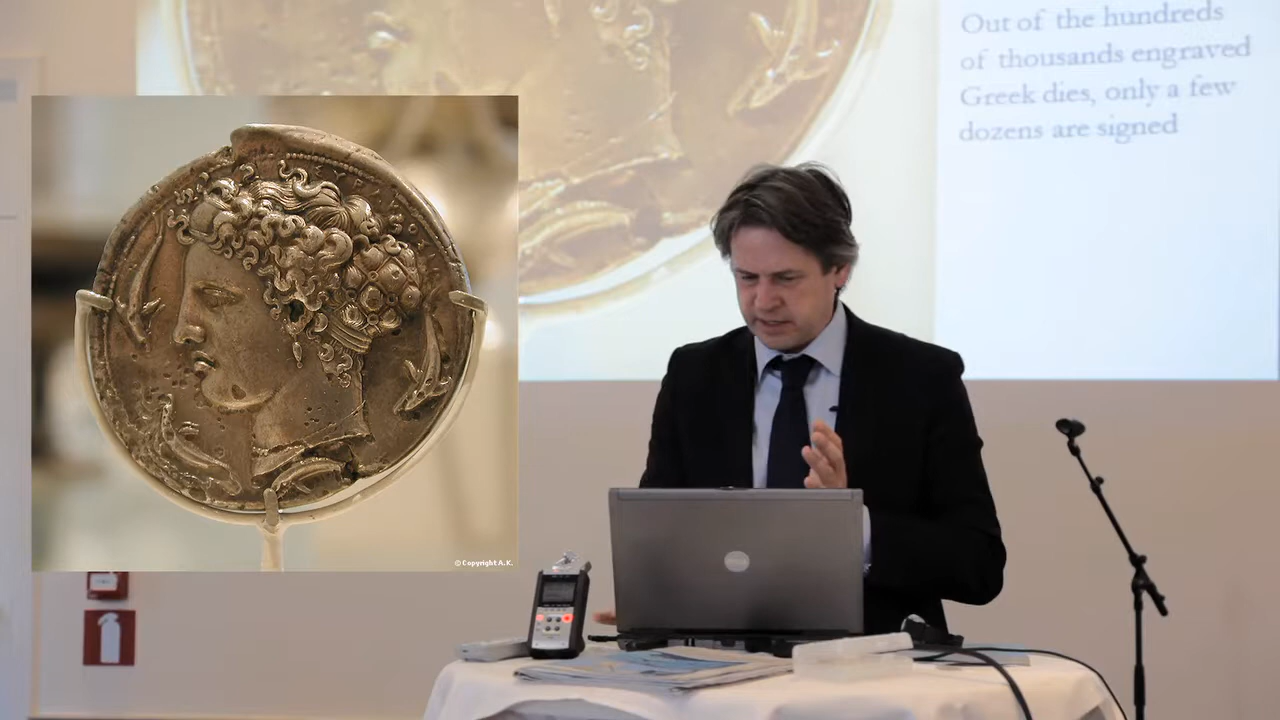 Out of the hundreds
of thousands engraved
Greek dies, only a few
dozens are signed
© Copyright A.K.